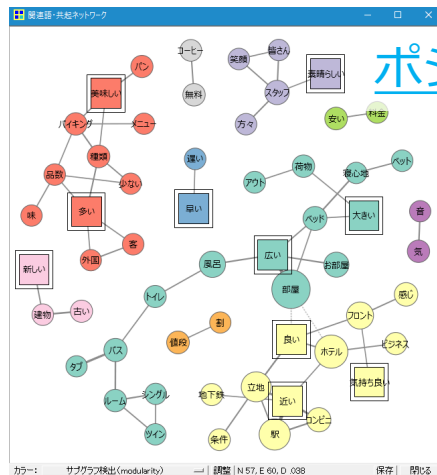 関連語・共起ネットワーク
ポジ
パン
コーヒー
笑顔
皆さん
美味しい
素晴らしい
無料
スタッフ
バイキング
メニュー
方々
安い
料金
種類
遅い
品数
少ない
荷物
寝心地
ベット
アウト
味
多い
早い
ベッド
大きい
音
客
外国
広い
気
新しい
風呂
お部屋
部屋
トイレ
建物
古い
割
フロント
感じ
値段
良い
ホテル
ビジネス
バス
タブ
立地
気持ち良い
ルーム
シングル
地下鉄
近い
コンビニ
ツイン
条件
駅
カラー： サブグラフ検出(modularity) 調整 N 57, E 60, D .038 保存 閉じる